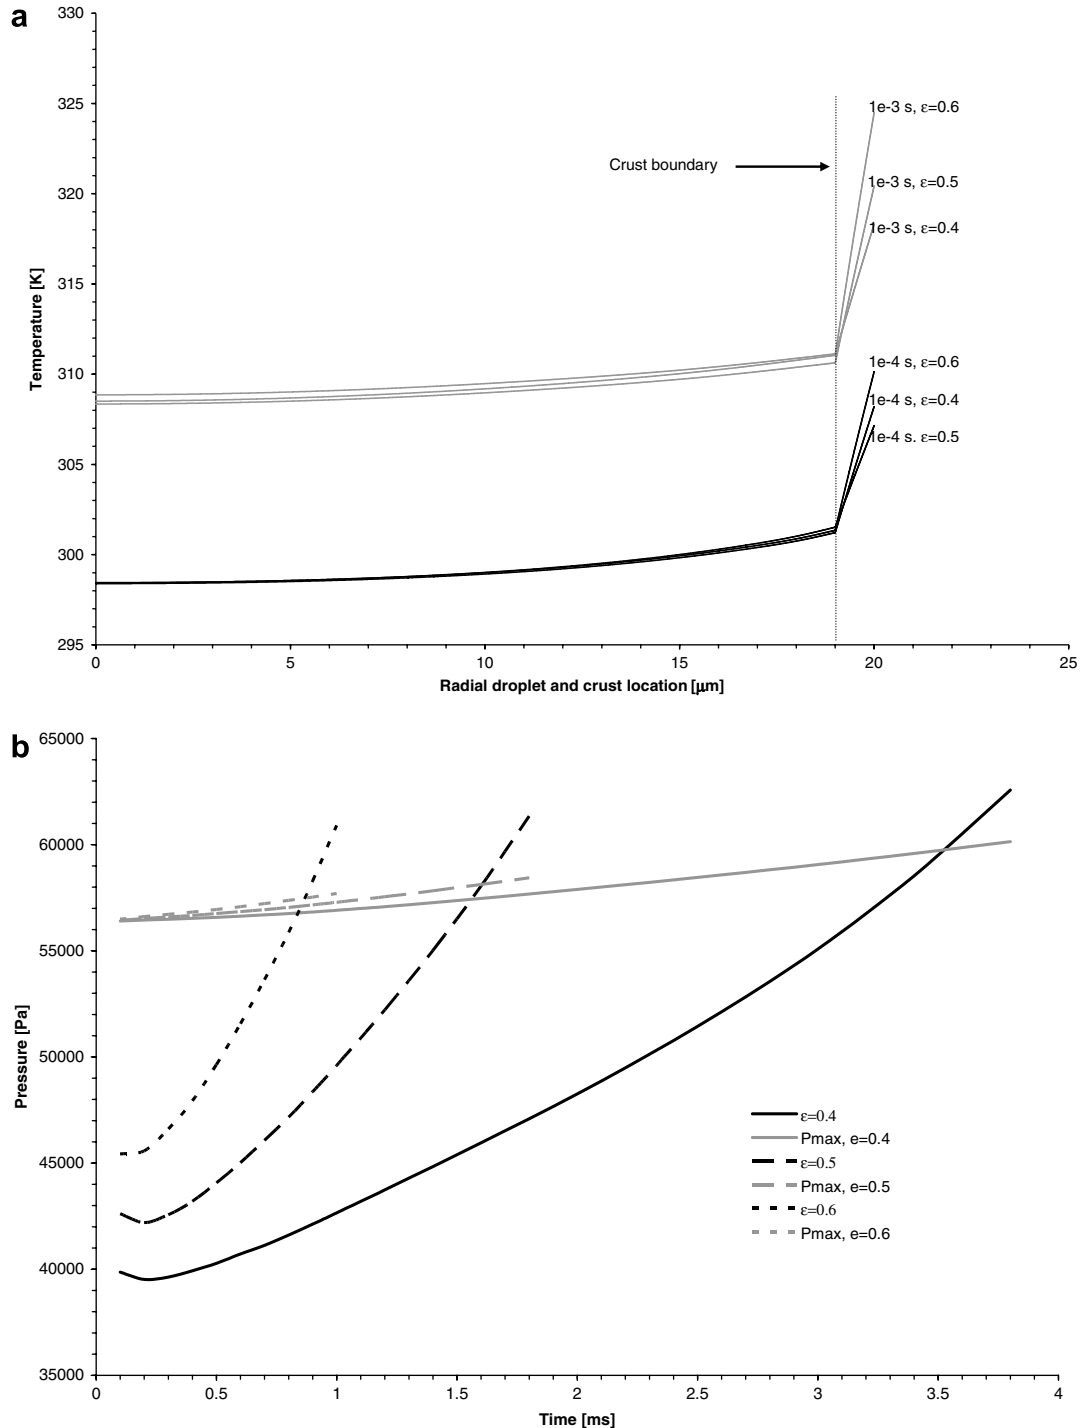 a
330
325
320
315
310
305
300
295
Temperature [K]
1e-3 s, ε=0.6
Crust boundary
1e-3 s, ε=0.5
1e-3 s, ε=0.4
1e-4 s, ε=0.6
1e-4 s, ε=0.4
1e-4 s. ε=0.5
0 5 10 15 20 25
Radial droplet and crust location [μm]
b
65000
60000
55000
50000
45000
40000
35000
Pressure [Pa]
ε=0.4
Pmax, e=0.4
ε=0.5
Pmax, e=0.5
ε=0.6
Pmax, e=0.6
0 0.5 1 1.5 2 2.5 3 3.5 4
Time [ms]